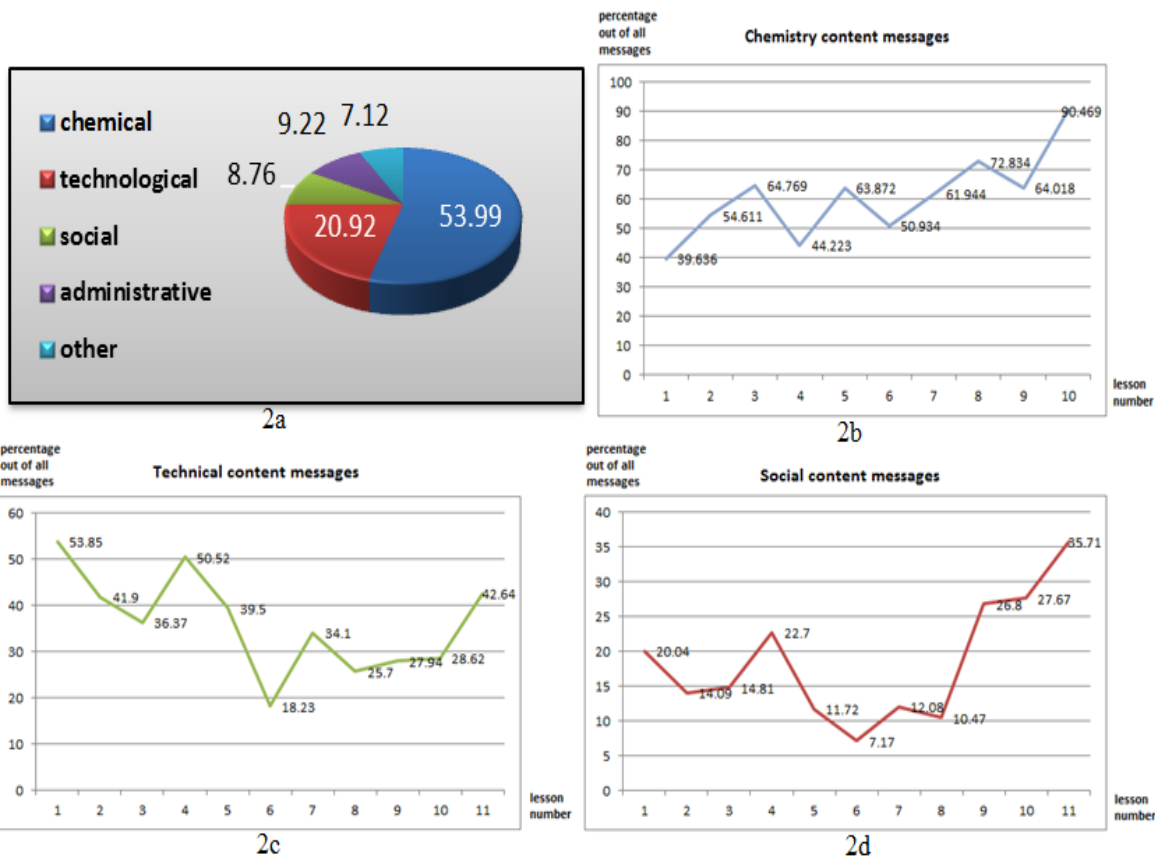 chemical
technological
social
administrative
other
9.22 7.12
8.76
20.92
53.99
2a
percentage
out of all
messages
Chemistry content messages
100
90
80
70
60
50
40
30
20
10
0
39.636
54.611
64.769
44.223
63.872
50.934
61.944
72.834
64.018
90.469
1 2 3 4 5 6 7 8 9 10
lesson
number
2b
percentage
out of all
messages
Technical content messages
60
50
40
30
20
10
0
53.85
41.9
36.37
50.52
39.5
18.23
34.1
25.7
27.94
28.62
42.64
1 2 3 4 5 6 7 8 9 10 11
lesson
number
2c
percentage
out of all
messages
Social content messages
40
35
30
25
20
15
10
5
0
20.04
14.09
14.81
22.7
11.72
7.17
12.08
10.47
26.8
27.67
35.71
1 2 3 4 5 6 7 8 9 10 11
lesson
number
2d